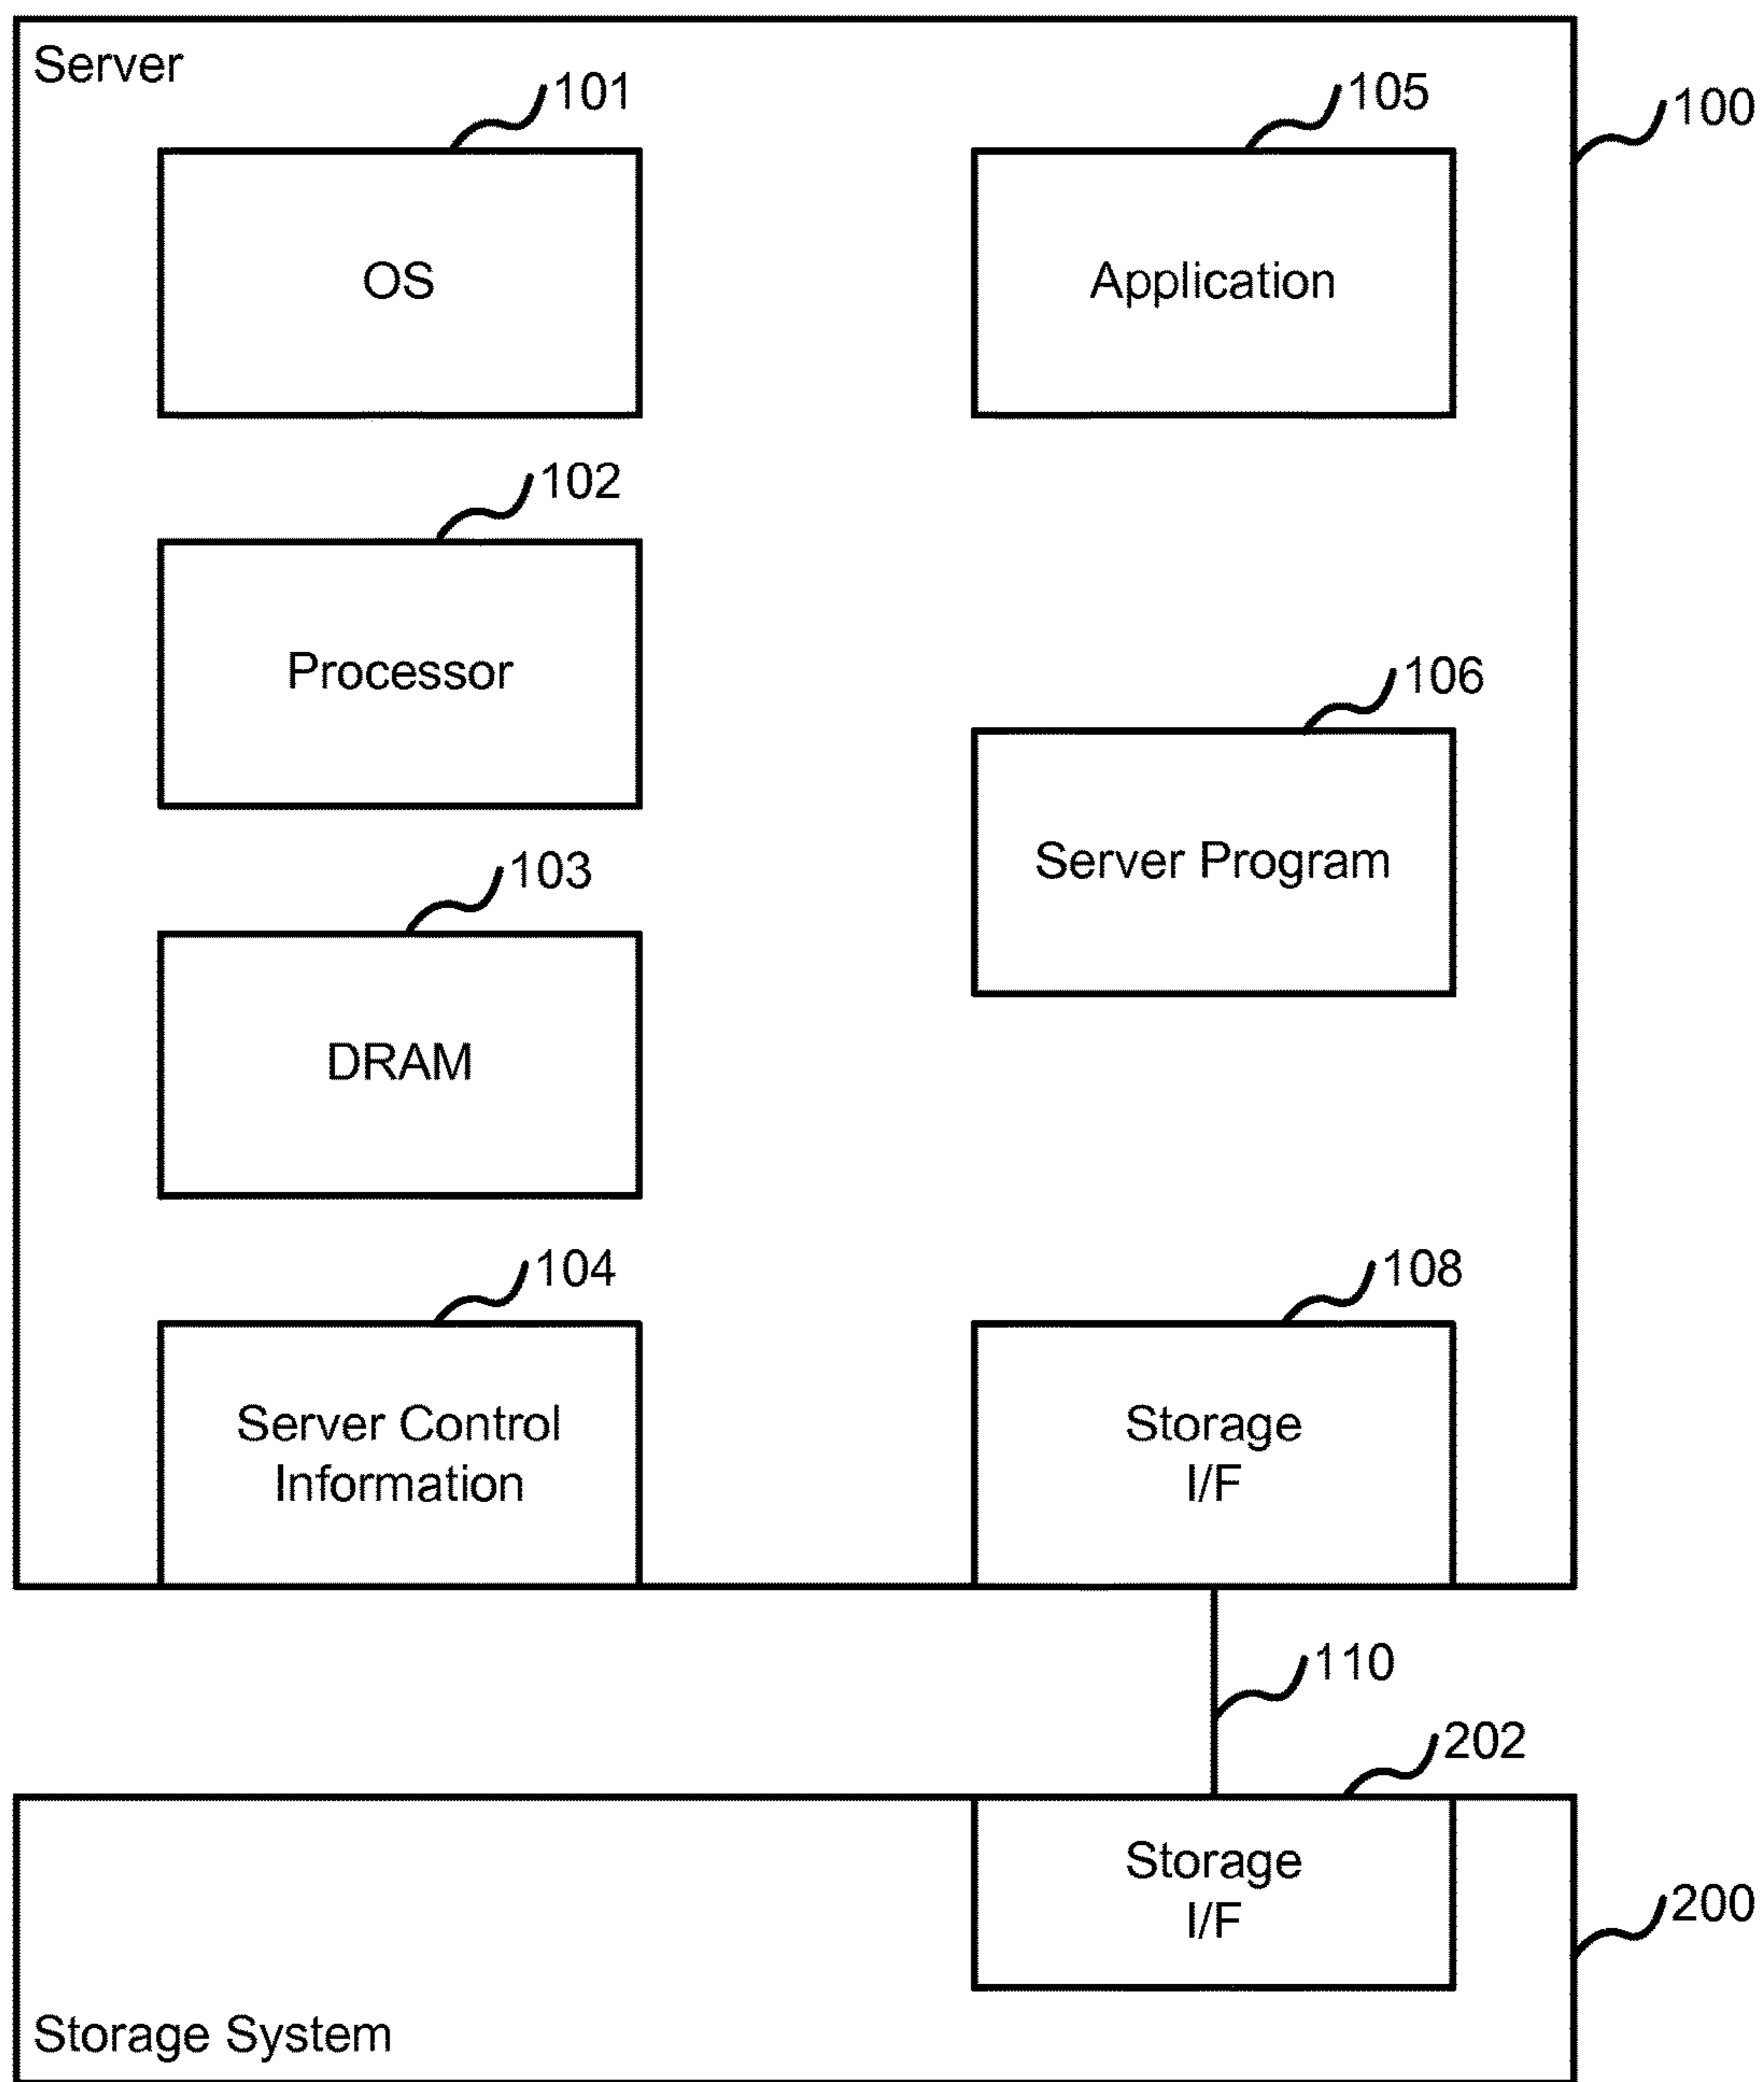 Server
101
105
100
OS
Application
102
Processor
106
Server Program
103
DRAM
104
108
Server Control
Information
Storage
I/F
110
202
Storage
I/F
200
Storage System